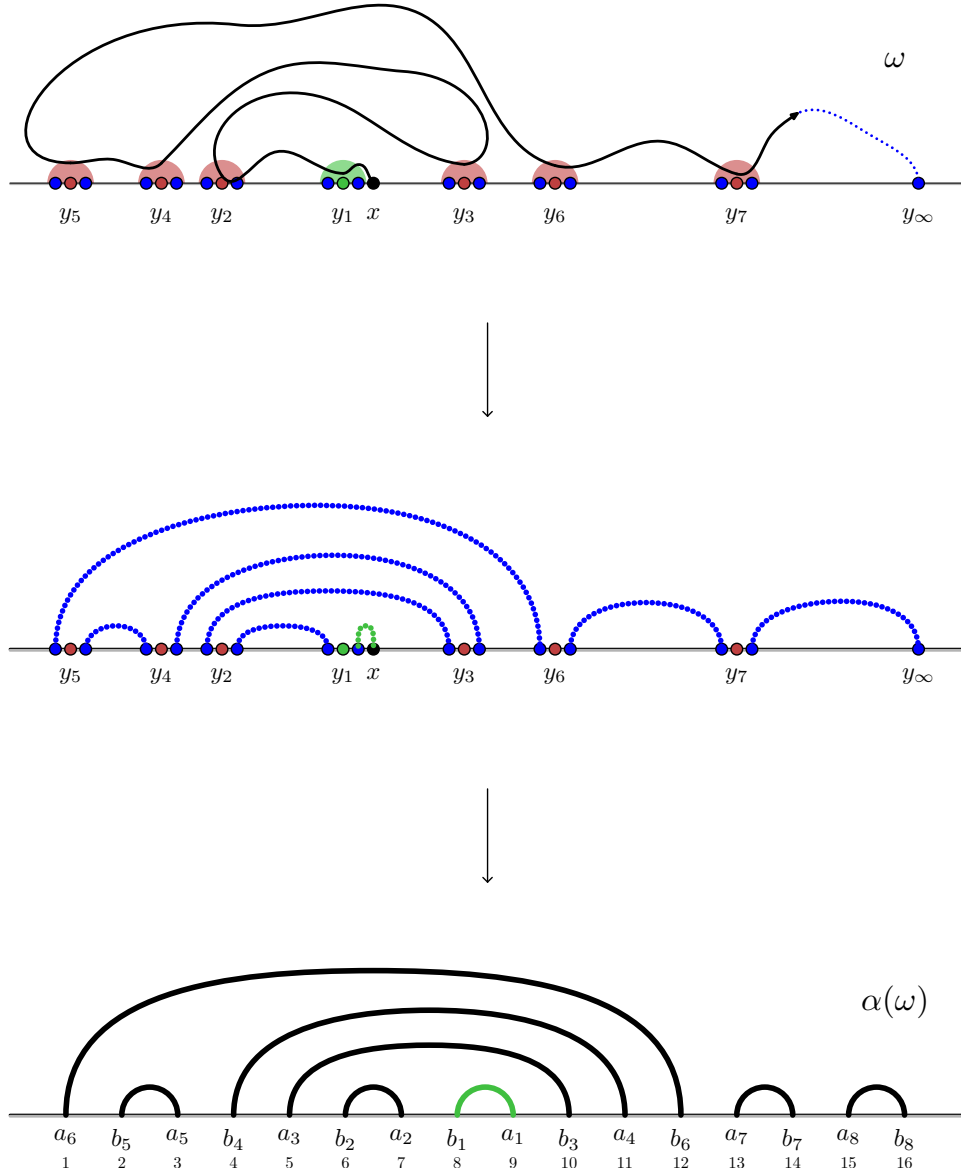 ω
y₅ y₄ y₂ y₁ x y₃ y₆ y₇ y∞
y₅ y₄ y₂ y₁ x y₃ y₆ y₇ y∞
α(ω)
a₆ b₅ a₅ b₄ a₃ b₂ a₂ b₁ a₁ b₃ a₄ b₆ a₇ b₇ a₈ b₈
1 2 3 4 5 6 7 8 9 10 11 12 13 14 15 16